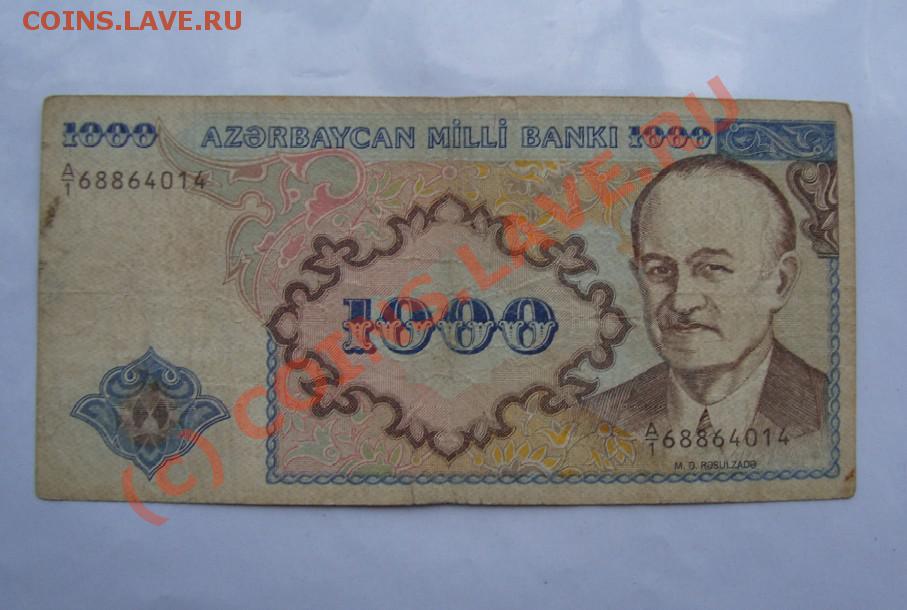 COINS.LAVE.RU
1000 AZƏRBAYCAN MİLLİ BANKI 1000
A/1 68864014
1000
A/1 68864014
M. Ə. RƏSULZADƏ
(c) COINS.LAVE.RU